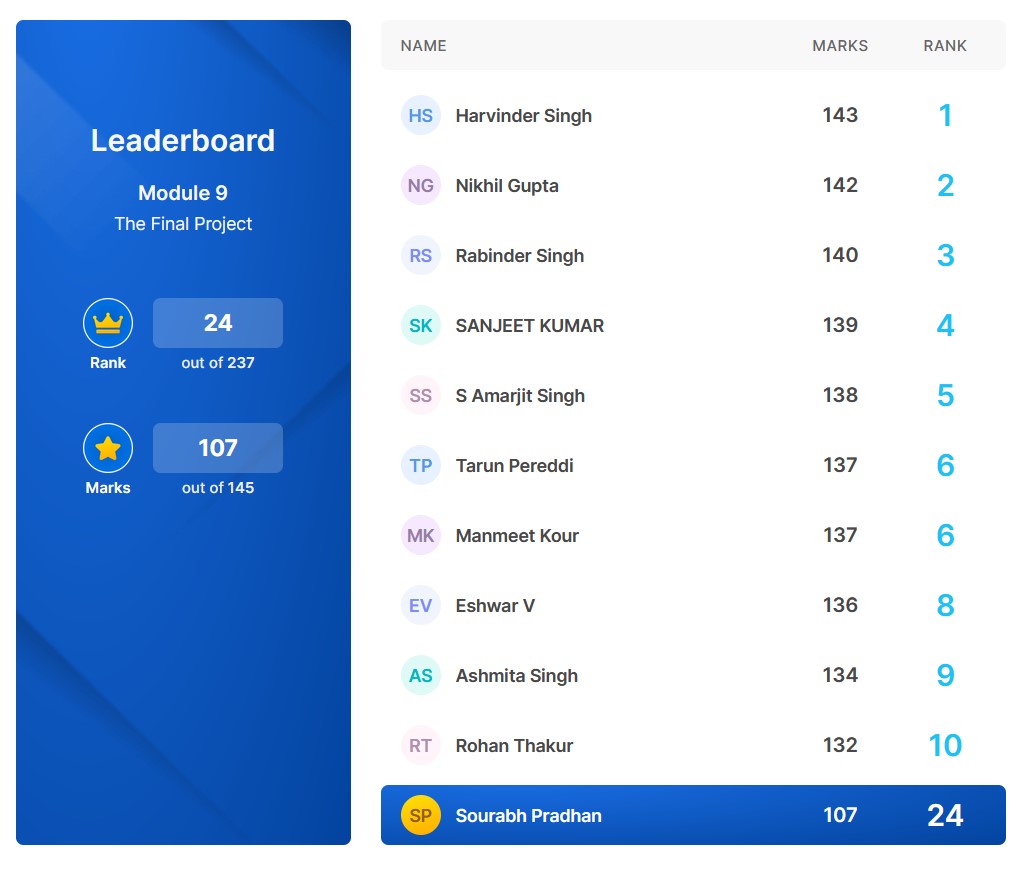 Leaderboard
Module 9
The Final Project
24
Rank
out of 237
107
Marks
out of 145
NAME MARKS RANK
HS Harvinder Singh 143 1
NG Nikhil Gupta 142 2
RS Rabinder Singh 140 3
SK SANJEET KUMAR 139 4
SS S Amarjit Singh 138 5
TP Tarun Pereddi 137 6
MK Manmeet Kour 137 6
EV Eshwar V 136 8
AS Ashmita Singh 134 9
RT Rohan Thakur 132 10
SP Sourabh Pradhan 107 24